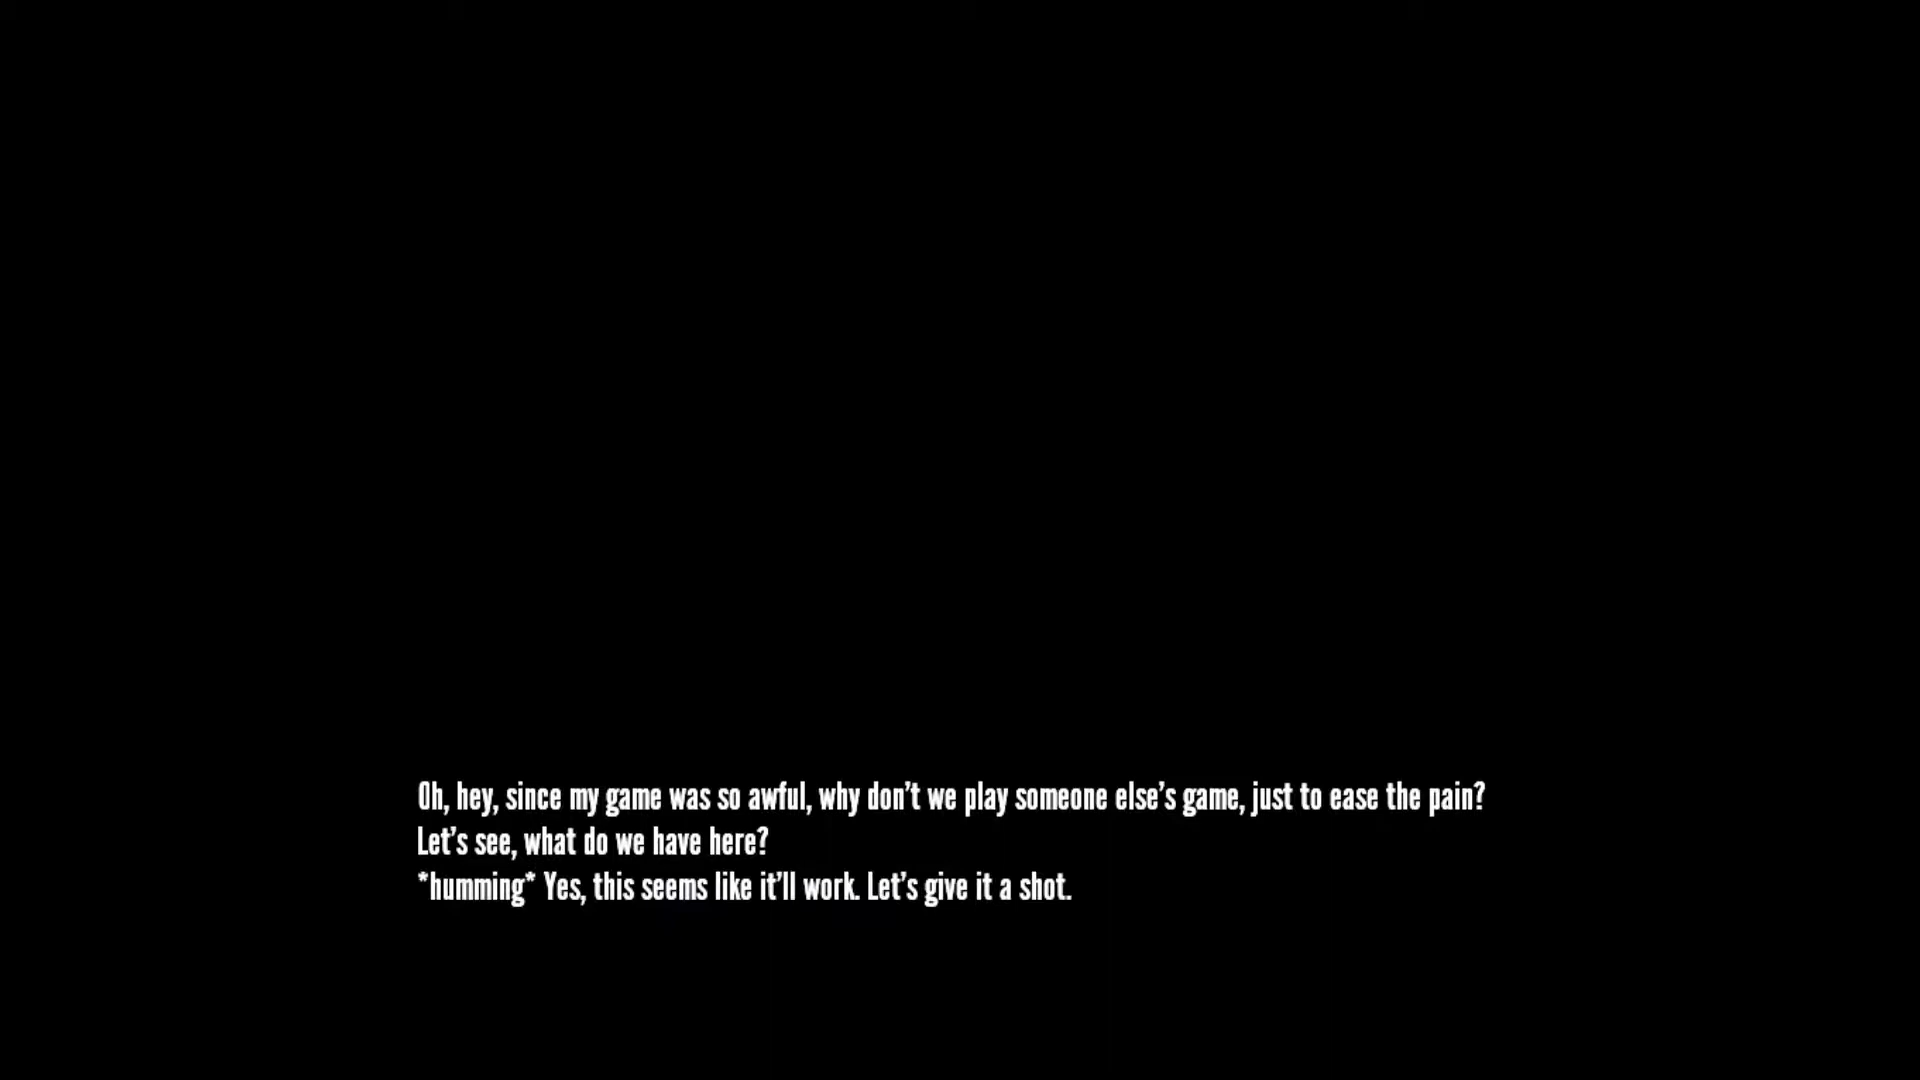 Oh, hey, since my game was so awful, why don't we play someone else's game, just to ease the pain?
Let's see, what do we have here?
*humming* Yes, this seems like it'll work. Let's give it a shot.